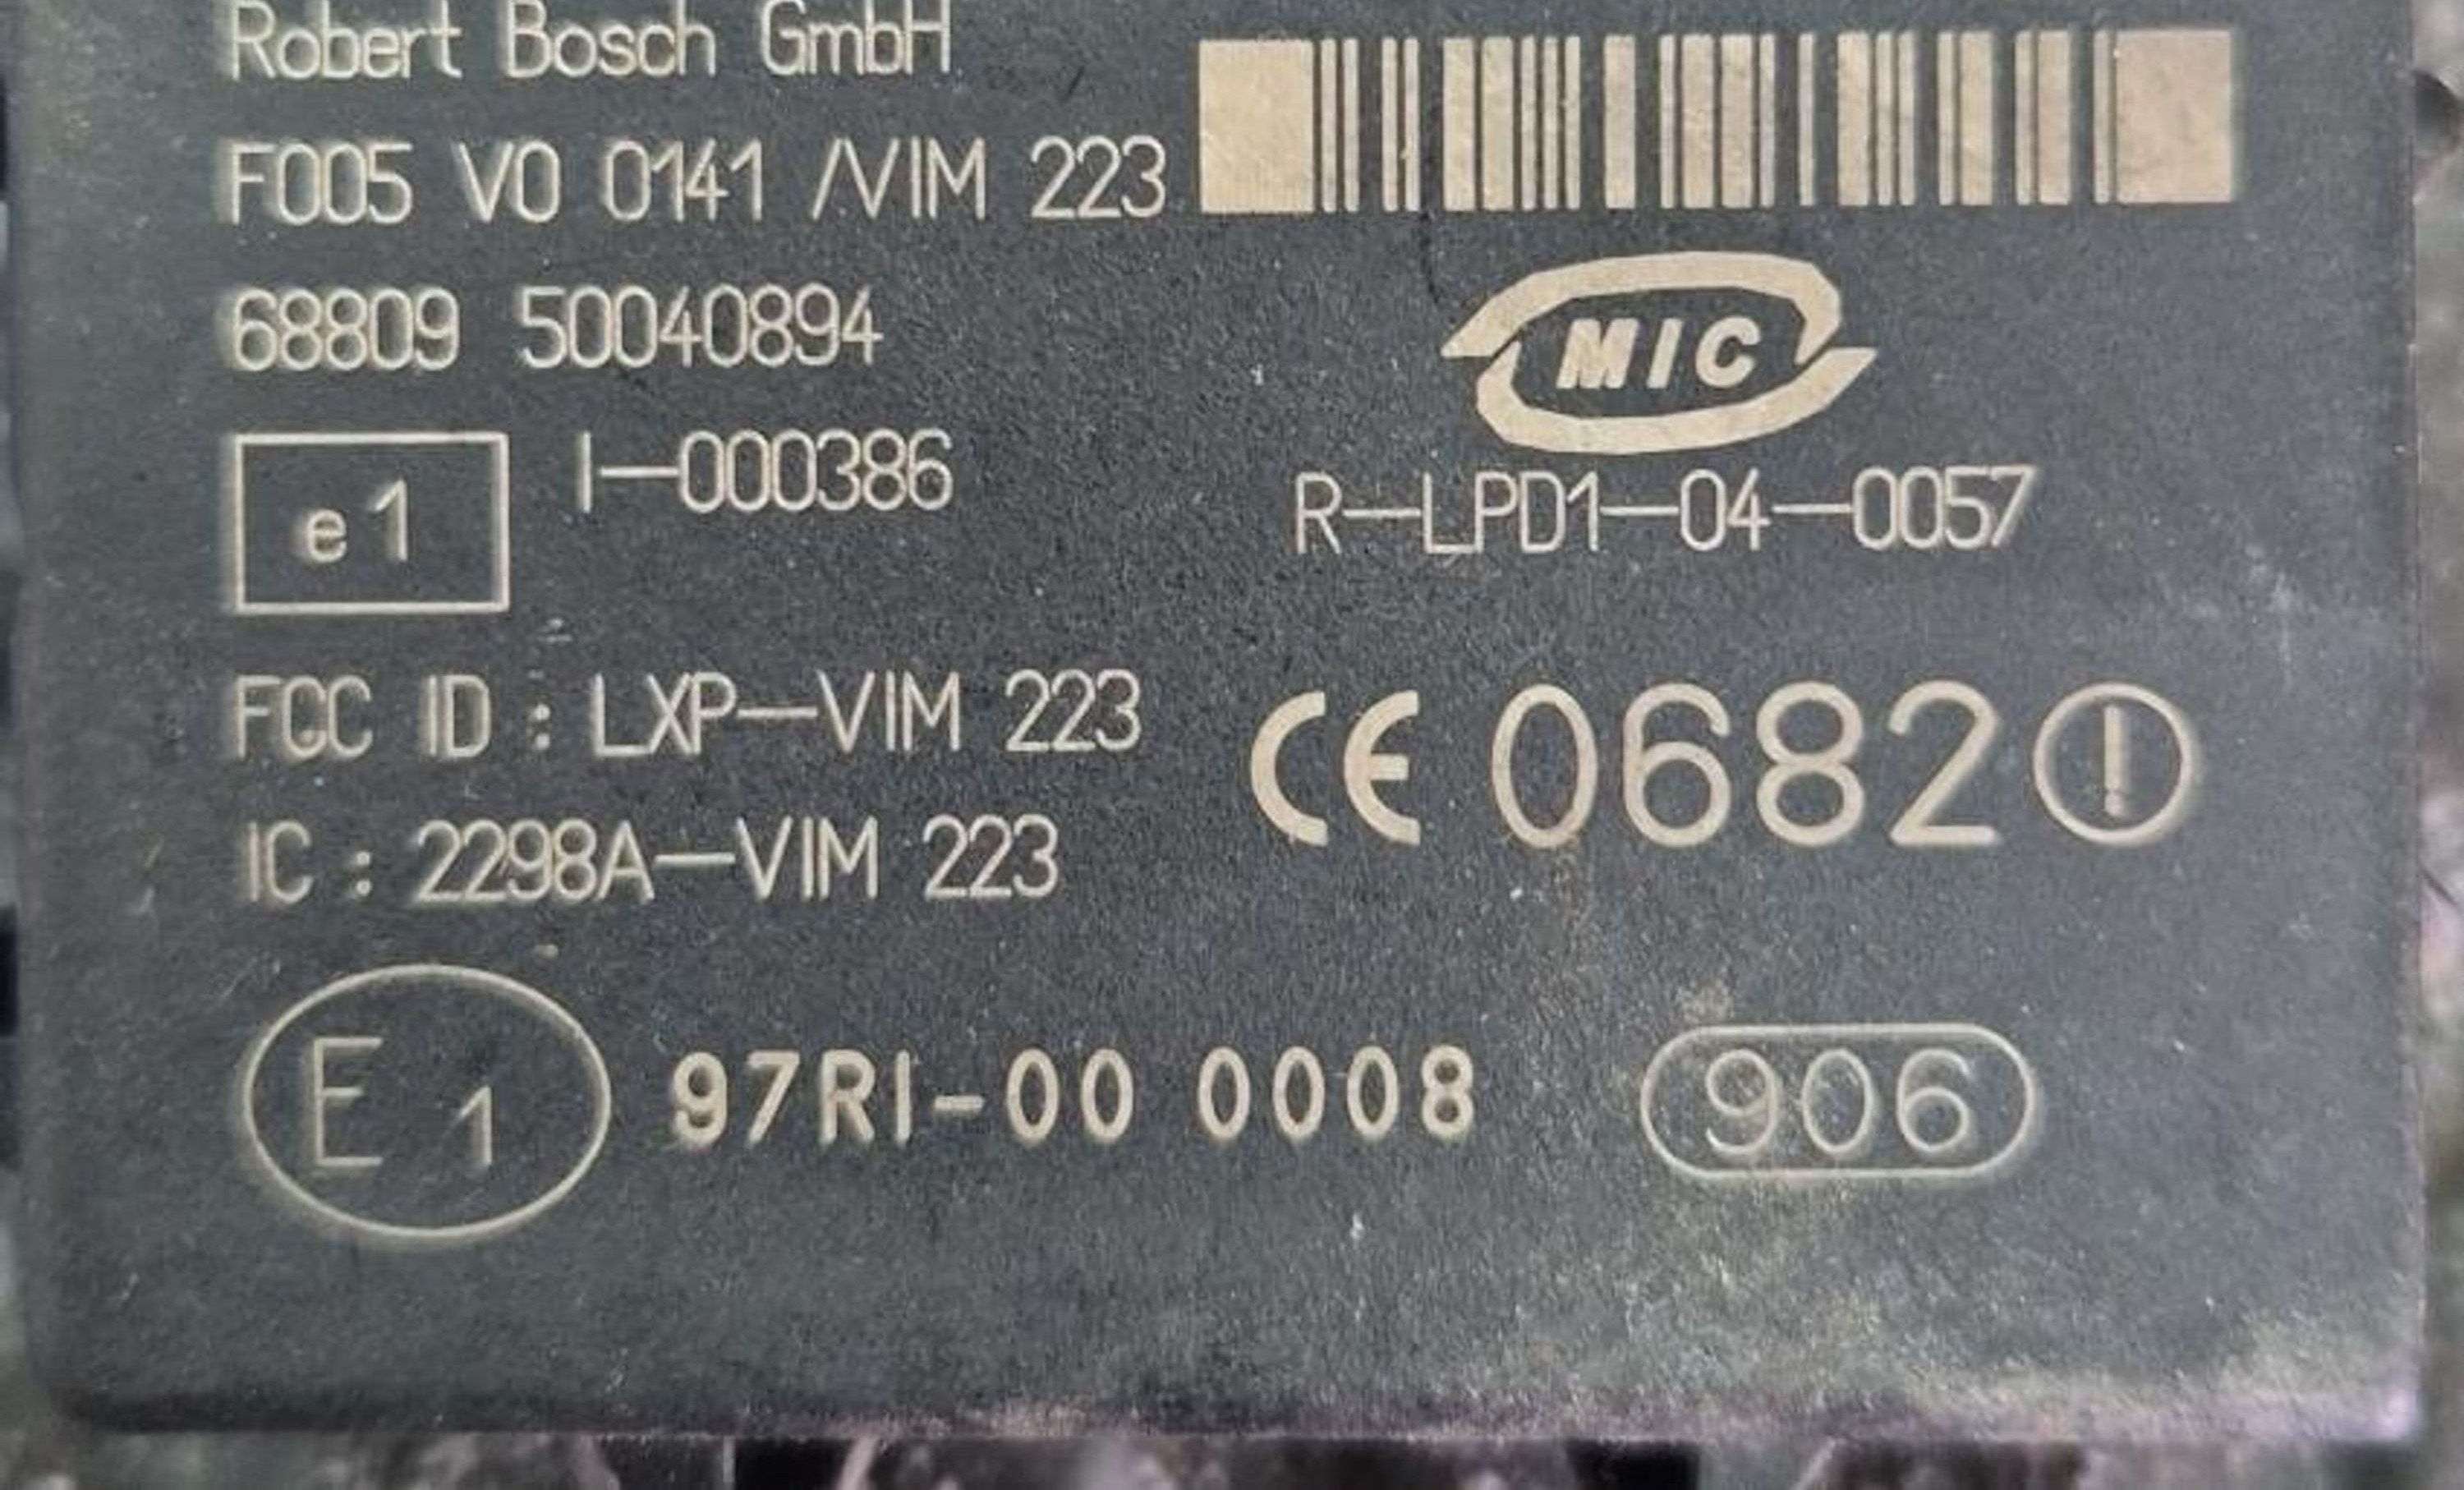 Robert Bosch GmbH
F005 V0 0141 /VIM 223
68809 50040894
MIC
e1 I-000386
R-LPD1-04-0057
FCC ID : LXP-VIM 223
CE 0682 !
IC : 2298A-VIM 223
E 1 97RI-00 0008
906